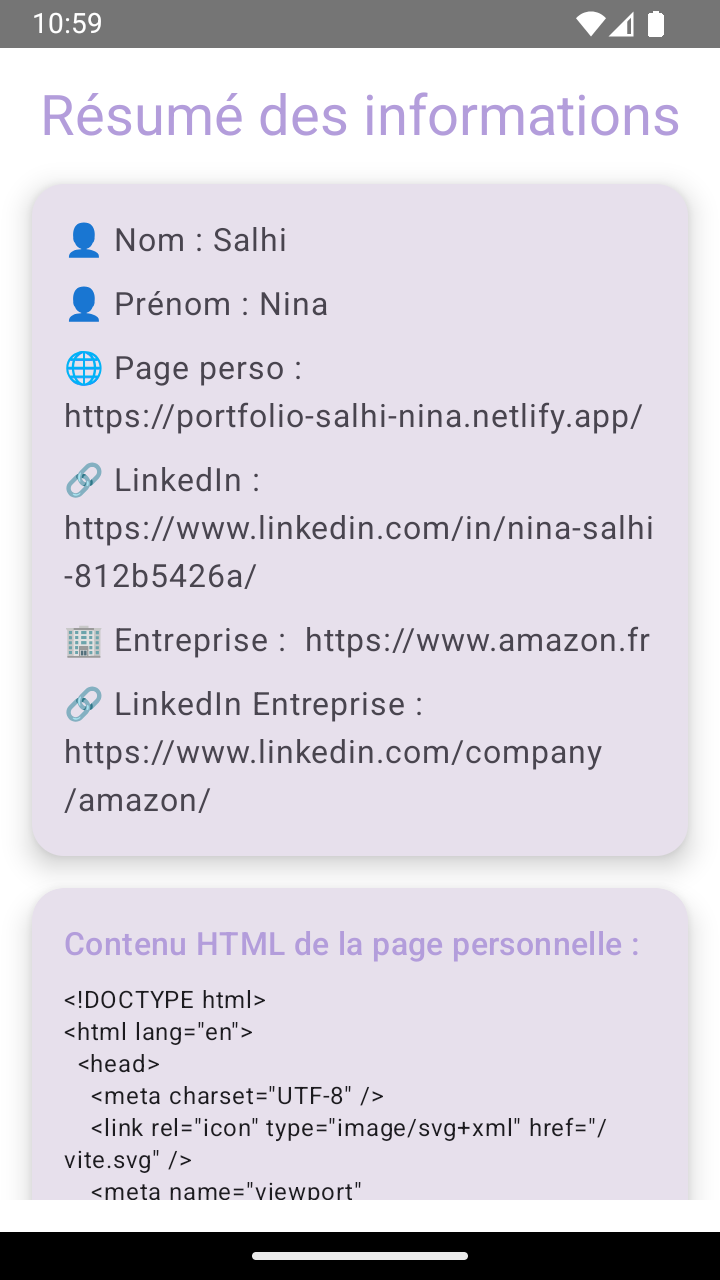 10:59
Résumé des informations
👤 Nom : Salhi
👤 Prénom : Nina
🌐 Page perso :
https://portfolio-salhi-nina.netlify.app/
🔗 LinkedIn :
https://www.linkedin.com/in/nina-salhi
-812b5426a/
🏢 Entreprise :  https://www.amazon.fr
🔗 LinkedIn Entreprise :
https://www.linkedin.com/company
/amazon/
Contenu HTML de la page personnelle :
<!DOCTYPE html>
<html lang="en">
  <head>
    <meta charset="UTF-8" />
    <link rel="icon" type="image/svg+xml" href="/
vite.svg" />
    <meta name="viewport"